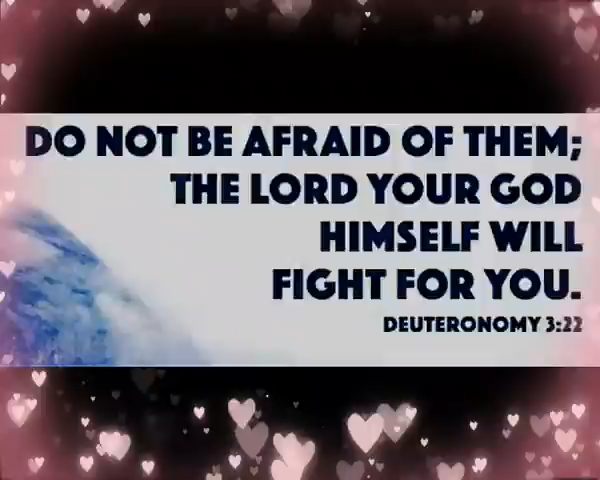 DO NOT BE AFRAID OF THEM;
THE LORD YOUR GOD
HIMSELF WILL
FIGHT FOR YOU.
DEUTERONOMY 3:22